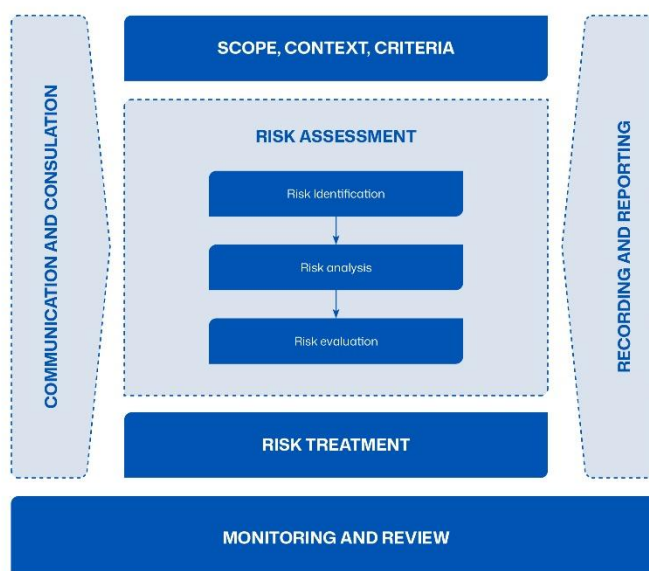 SCOPE, CONTEXT, CRITERIA
COMMUNICATION AND CONSULATION
RISK ASSESSMENT
Risk Identification
Risk analysis
Risk evaluation
RECORDING AND REPORTING
RISK TREATMENT
MONITORING AND REVIEW